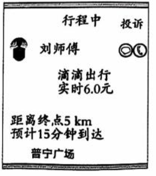 行程中 投诉
刘师傅
滴滴出行
实时6.0元
距离终点5 km
预计15分钟到达
普宁广场